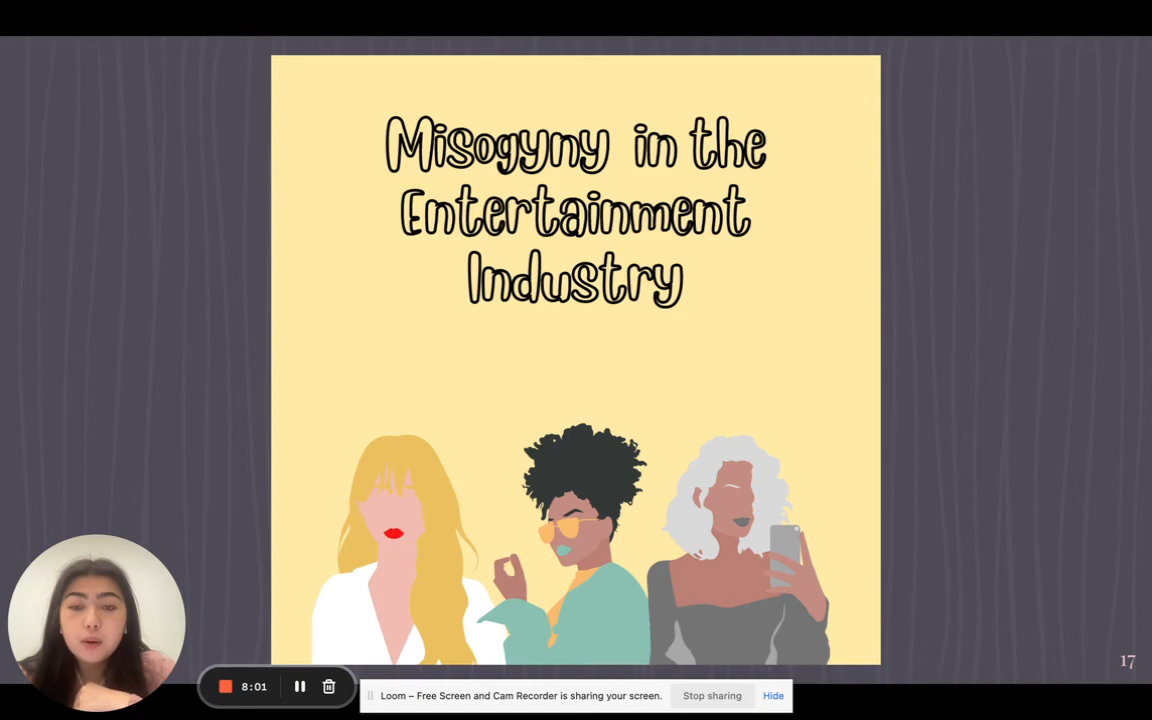 Misogyny in the
Entertainment
Industry
17
8:01
Loom – Free Screen and Cam Recorder is sharing your screen.
Stop sharing
Hide